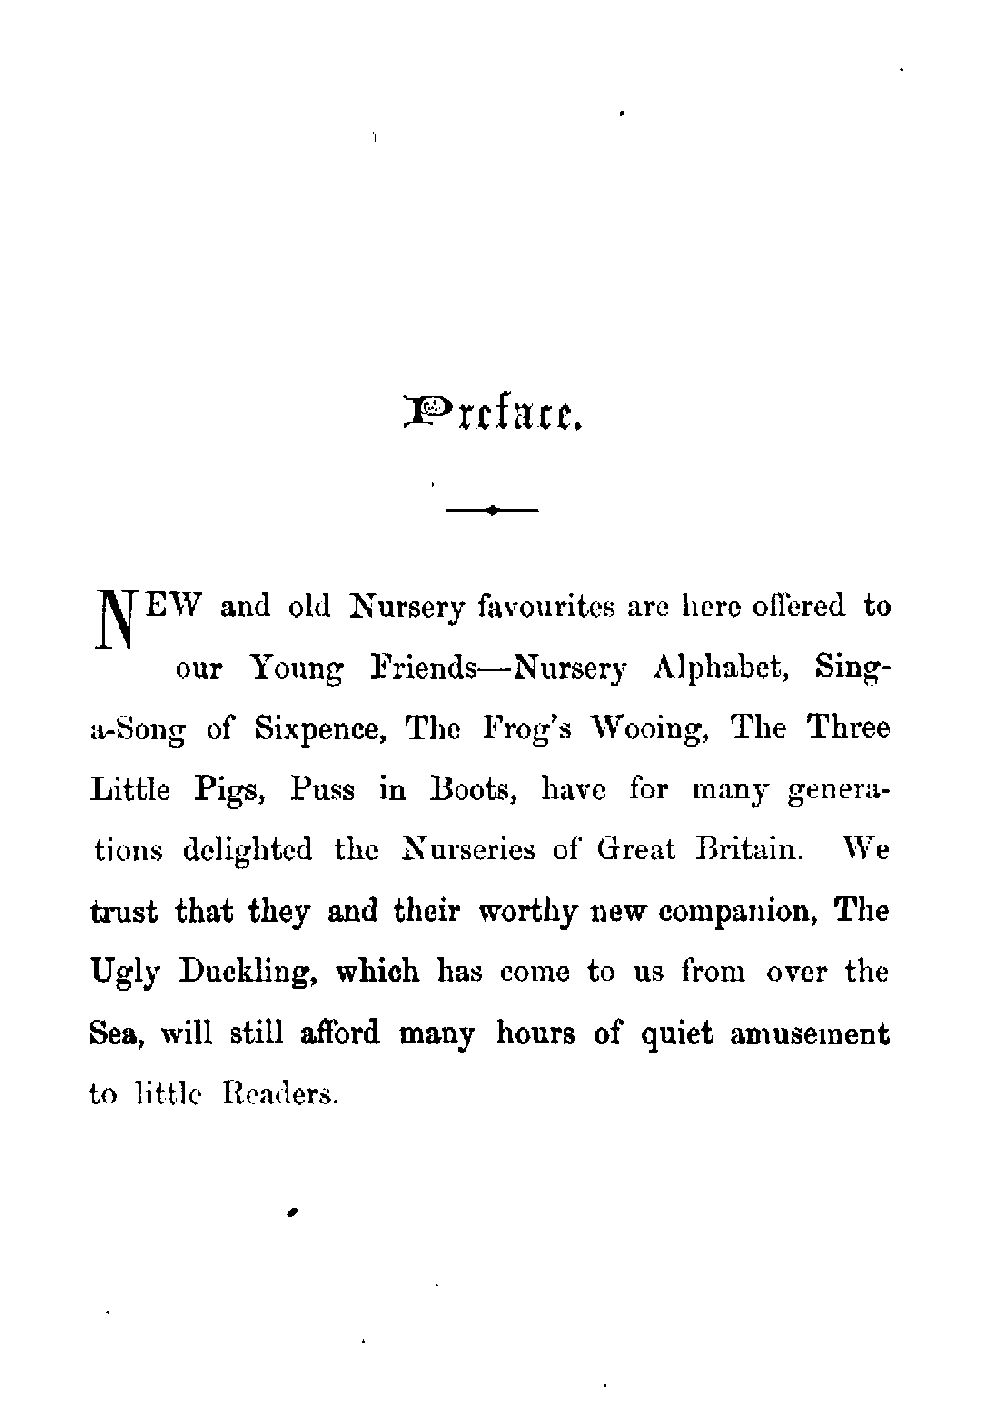 Preface.
NEW and old Nursery favourites are here offered to
our Young Friends—Nursery Alphabet, Sing-
a-Song of Sixpence, The Frog's Wooing, The Three
Little Pigs, Puss in Boots, have for many genera-
tions delighted the Nurseries of Great Britain. We
trust that they and their worthy new companion, The
Ugly Duckling, which has come to us from over the
Sea, will still afford many hours of quiet amusement
to little Readers.